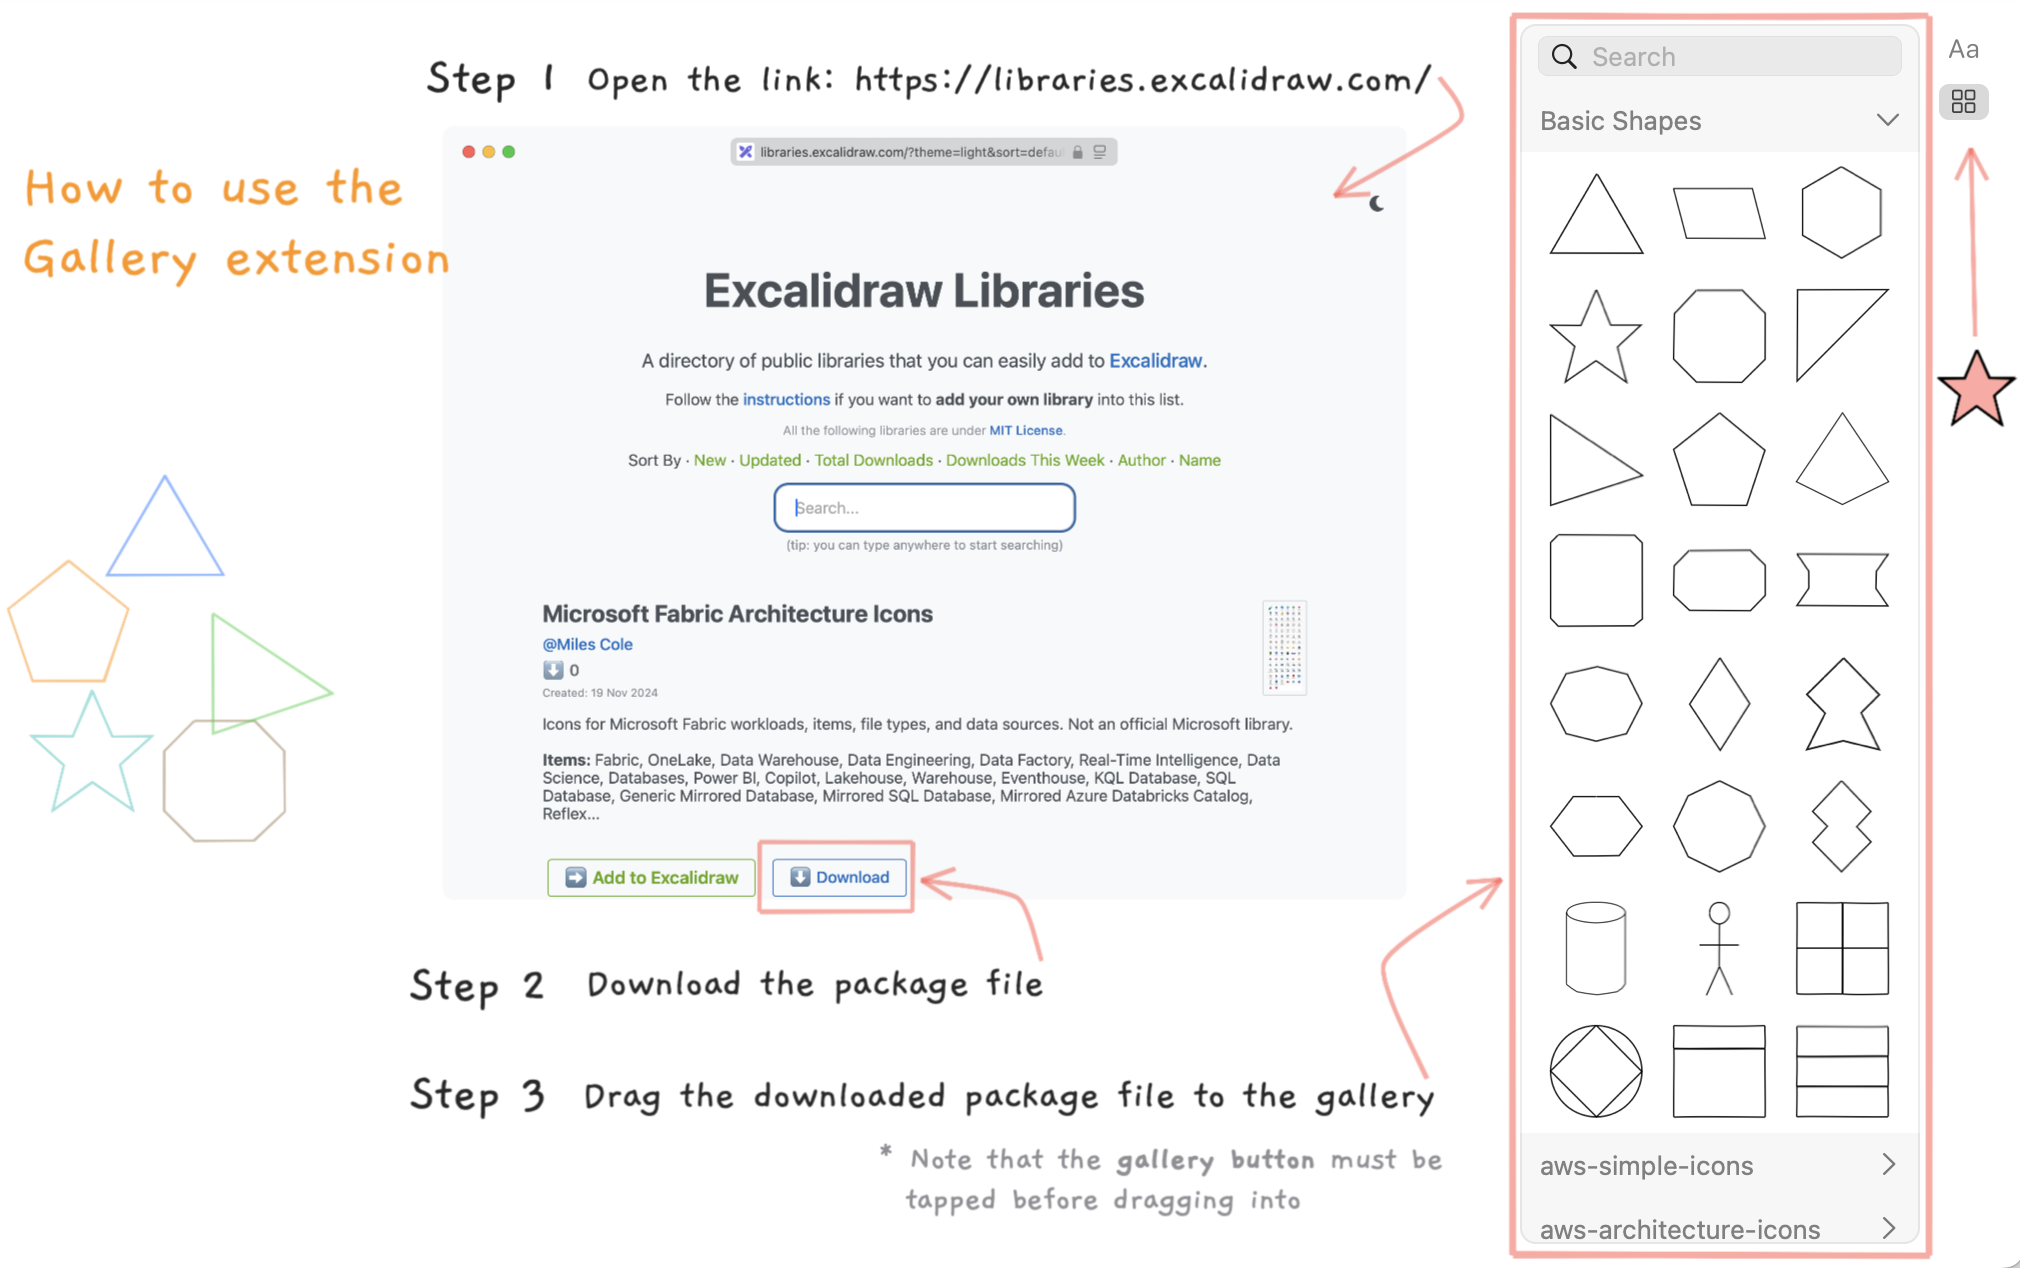 How to use the
Gallery extension
Step 1 Open the link: https://libraries.excalidraw.com/
libraries.excalidraw.com/?theme=light&sort=defau
Excalidraw Libraries
A directory of public libraries that you can easily add to Excalidraw.
Follow the instructions if you want to add your own library into this list.
All the following libraries are under MIT License.
Sort By · New · Updated · Total Downloads · Downloads This Week · Author · Name
Search...
(tip: you can type anywhere to start searching)
Microsoft Fabric Architecture Icons
@Miles Cole
0
Created: 19 Nov 2024
Icons for Microsoft Fabric workloads, items, file types, and data sources. Not an official Microsoft library.
Items: Fabric, OneLake, Data Warehouse, Data Engineering, Data Factory, Real-Time Intelligence, Data
Science, Databases, Power BI, Copilot, Lakehouse, Warehouse, Eventhouse, KQL Database, SQL
Database, Generic Mirrored Database, Mirrored SQL Database, Mirrored Azure Databricks Catalog,
Reflex...
Add to Excalidraw
Download
Step 2 Download the package file
Step 3 Drag the downloaded package file to the gallery
* Note that the gallery button must be
tapped before dragging into
Search
Basic Shapes
aws-simple-icons
aws-architecture-icons
Aa